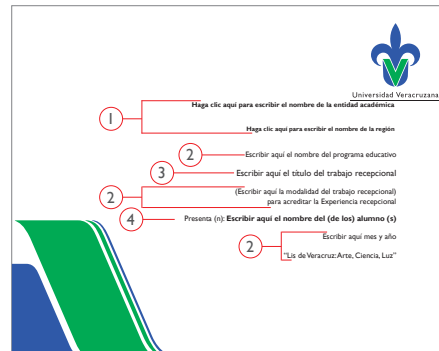 Universidad Veracruzana
Haga clic aquí para escribir el nombre de la entidad académica
1
Haga clic aquí para escribir el nombre de la región
2
Escribir aquí el nombre del programa educativo
3
Escribir aquí el título del trabajo recepcional
2
(Escribir aquí la modalidad del trabajo recepcional)
para acreditar la Experiencia recepcional
4
Presenta (n): Escribir aquí el nombre del (de los) alumno (s)
Escribir aquí mes y año
2
“Lis de Veracruz: Arte, Ciencia, Luz”